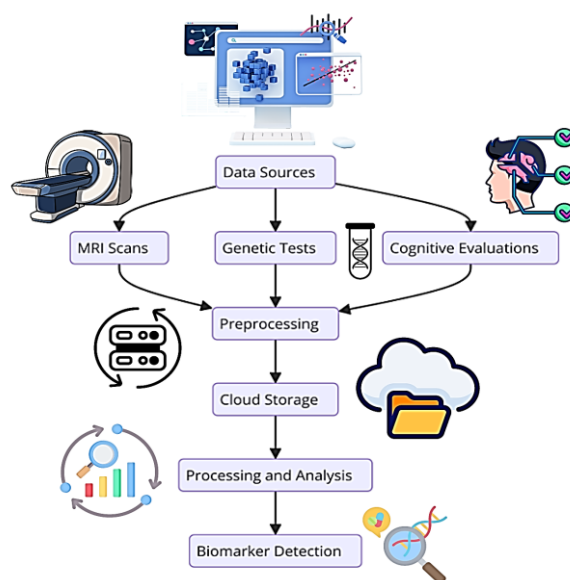 Data Sources
MRI Scans
Genetic Tests
Cognitive Evaluations
Preprocessing
Cloud Storage
Processing and Analysis
Biomarker Detection